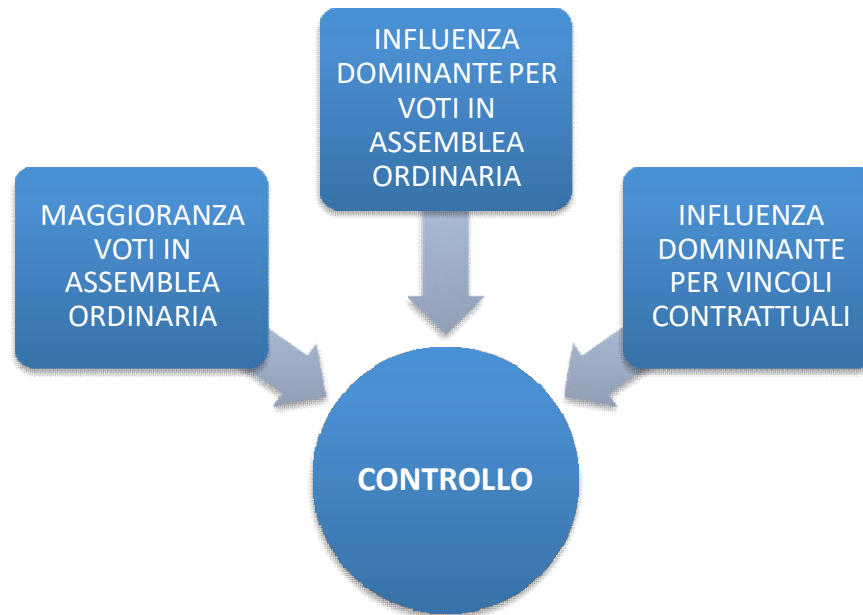 INFLUENZA
DOMINANTE PER
VOTI IN
ASSEMBLEA
ORDINARIA
MAGGIORANZA
VOTI IN
ASSEMBLEA
ORDINARIA
INFLUENZA
DOMNINANTE
PER VINCOLI
CONTRATTUALI
CONTROLLO